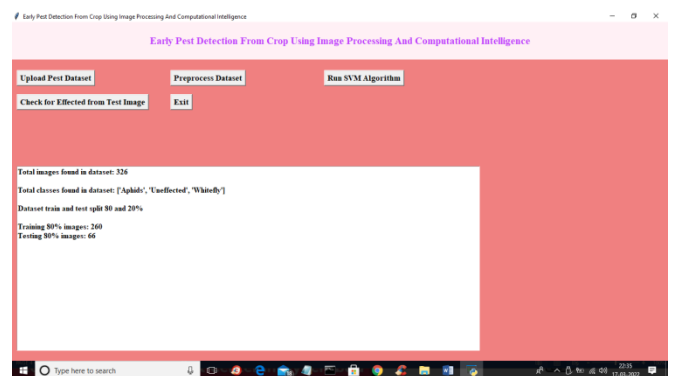 Early Pest Detection From Crop Using Image Processing And Computational Intelligence
Early Pest Detection From Crop Using Image Processing And Computational Intelligence
Upload Pest Dataset
Preprocess Dataset
Run SVM Algorithm
Check for Effected from Test Image
Exit
Total images found in dataset: 326
Total classes found in dataset: ['Aphids', 'Uneffected', 'Whitefly']
Dataset train and test split 80 and 20%
Training 80% images: 260
Testing 80% images: 66
Type here to search
22:35
17-03-2022